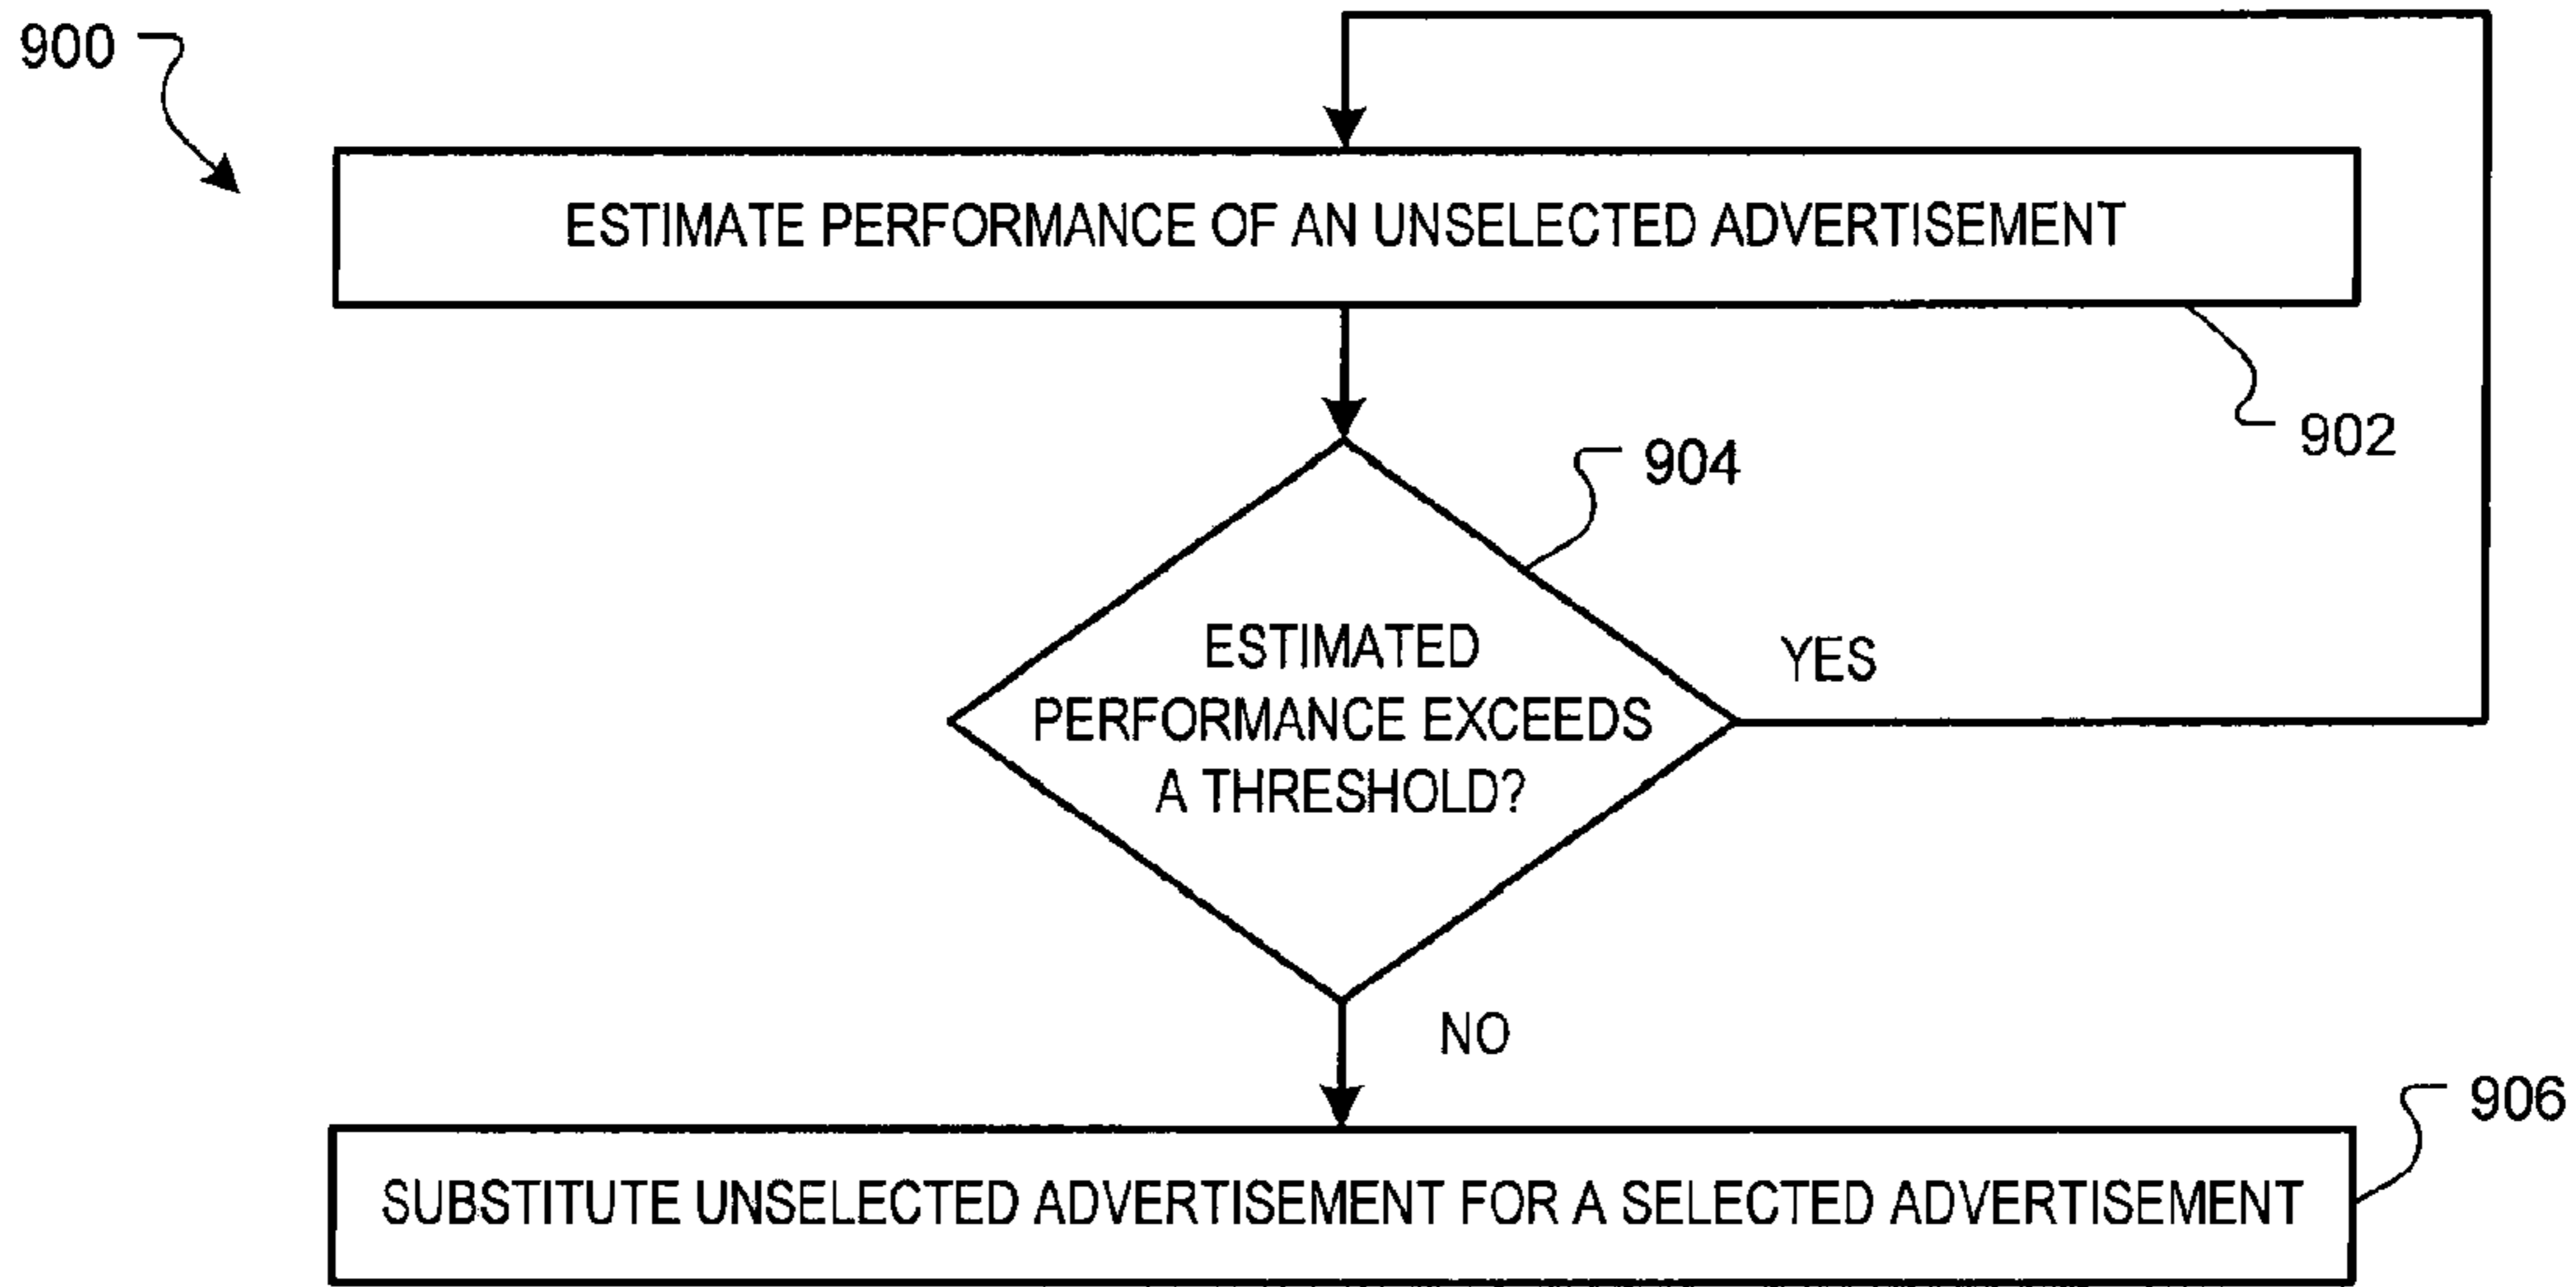 900
ESTIMATE PERFORMANCE OF AN UNSELECTED ADVERTISEMENT
902
904
ESTIMATED
PERFORMANCE EXCEEDS
A THRESHOLD?
YES
NO
906
SUBSTITUTE UNSELECTED ADVERTISEMENT FOR A SELECTED ADVERTISEMENT